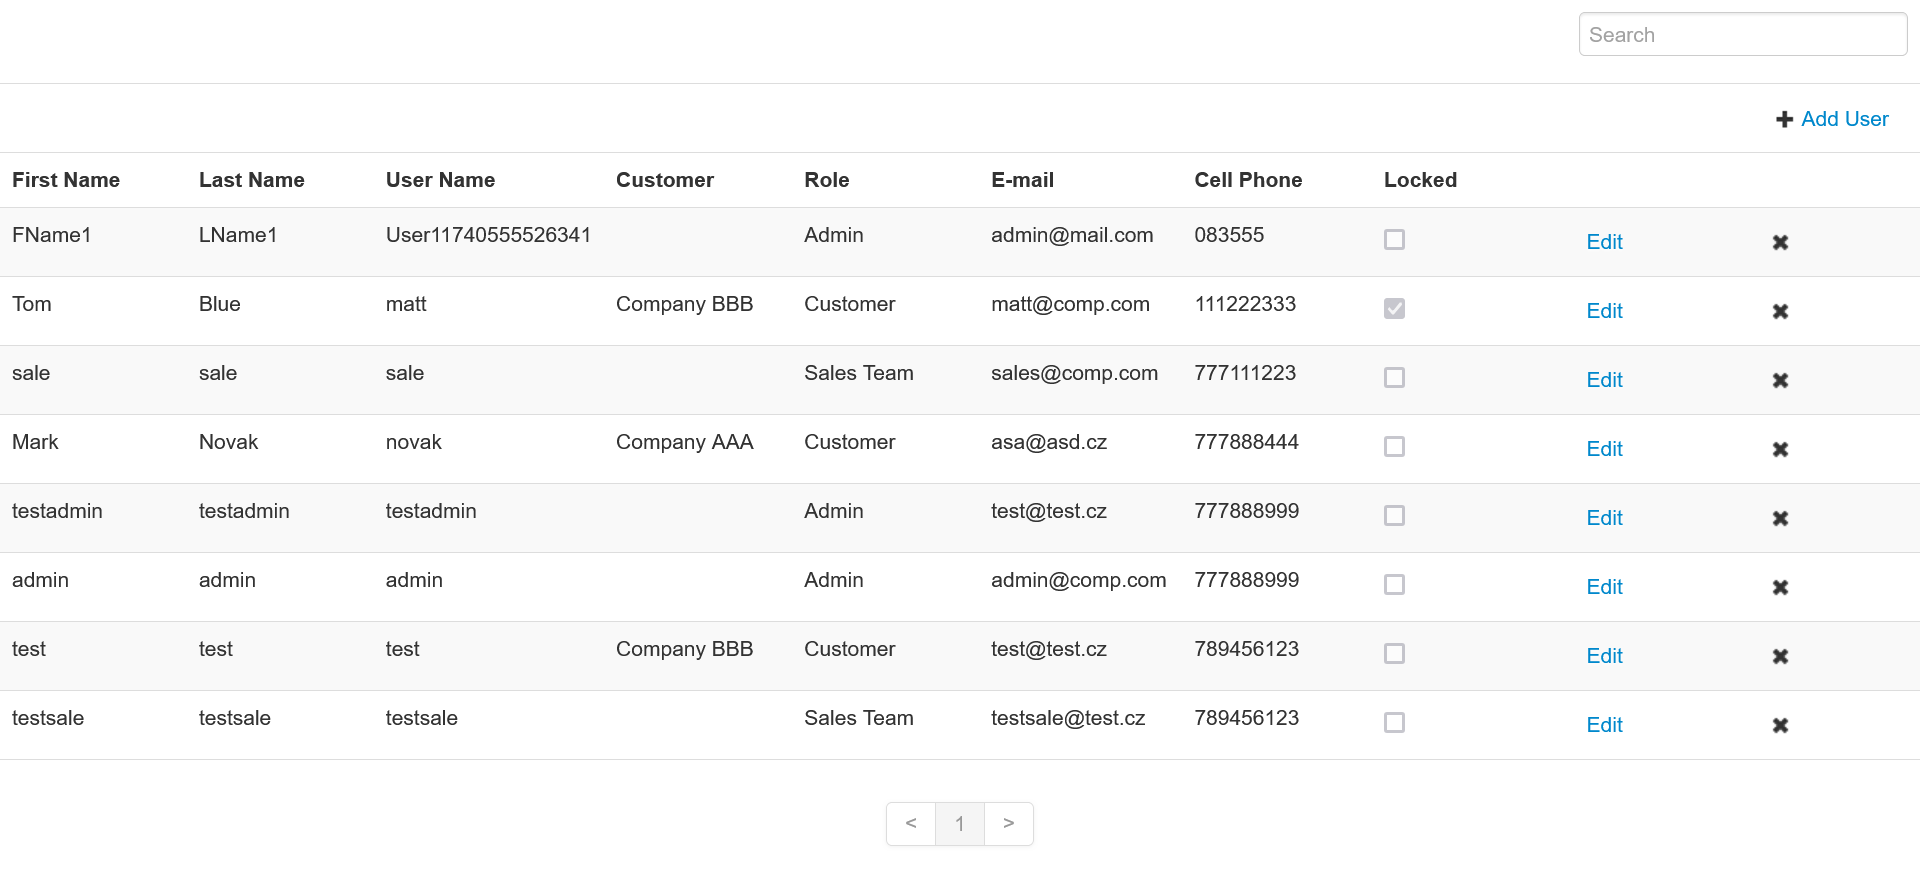 Search
Add User
First Name Last Name User Name Customer Role E-mail Cell Phone Locked
FName1 LName1 User11740555526341 Admin admin@mail.com 083555 Edit
Tom Blue matt Company BBB Customer matt@comp.com 111222333 Edit
sale sale sale Sales Team sales@comp.com 777111223 Edit
Mark Novak novak Company AAA Customer asa@asd.cz 777888444 Edit
testadmin testadmin testadmin Admin test@test.cz 777888999 Edit
admin admin admin Admin admin@comp.com 777888999 Edit
test test test Company BBB Customer test@test.cz 789456123 Edit
testsale testsale testsale Sales Team testsale@test.cz 789456123 Edit
< 1 >